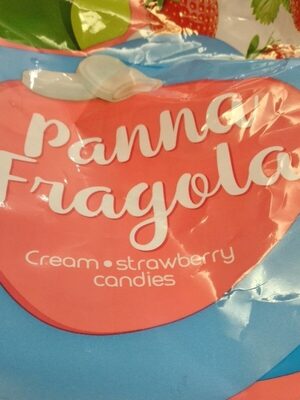 Panna
Fragola
Cream • strawberry
candies